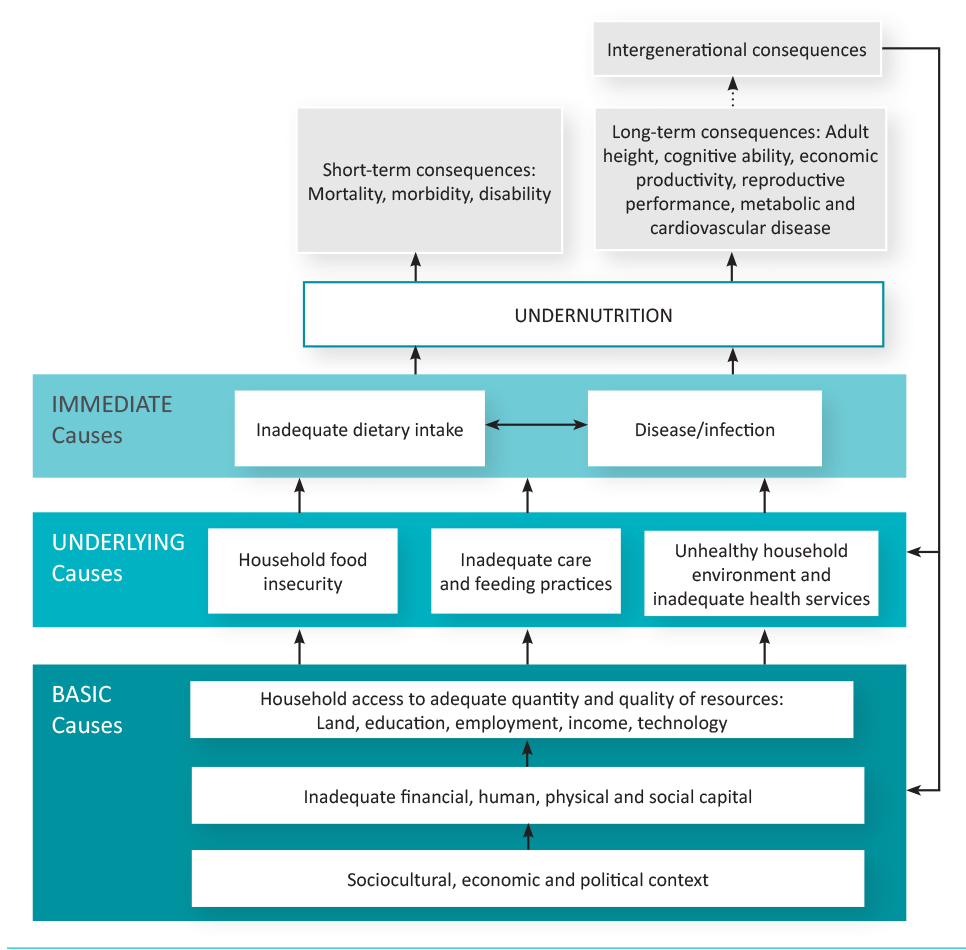 Intergenerational consequences
Short-term consequences:
Mortality, morbidity, disability
Long-term consequences: Adult
height, cognitive ability, economic
productivity, reproductive
performance, metabolic and
cardiovascular disease
UNDERNUTRITION
IMMEDIATE
Causes
Inadequate dietary intake
Disease/infection
UNDERLYING
Causes
Household food
insecurity
Inadequate care
and feeding practices
Unhealthy household
environment and
inadequate health services
BASIC
Causes
Household access to adequate quantity and quality of resources:
Land, education, employment, income, technology
Inadequate financial, human, physical and social capital
Sociocultural, economic and political context